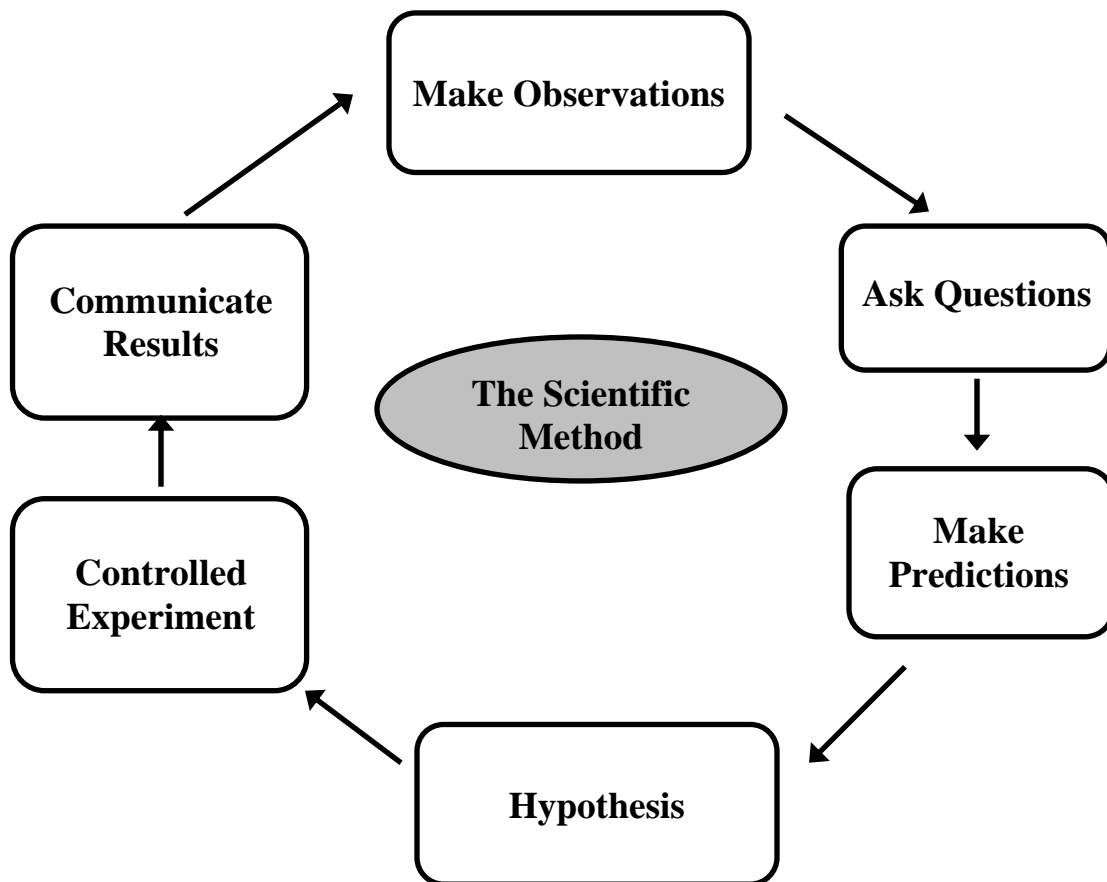 Make Observations
Ask Questions
Make
Predictions
Hypothesis
Controlled
Experiment
Communicate
Results
The Scientific
Method